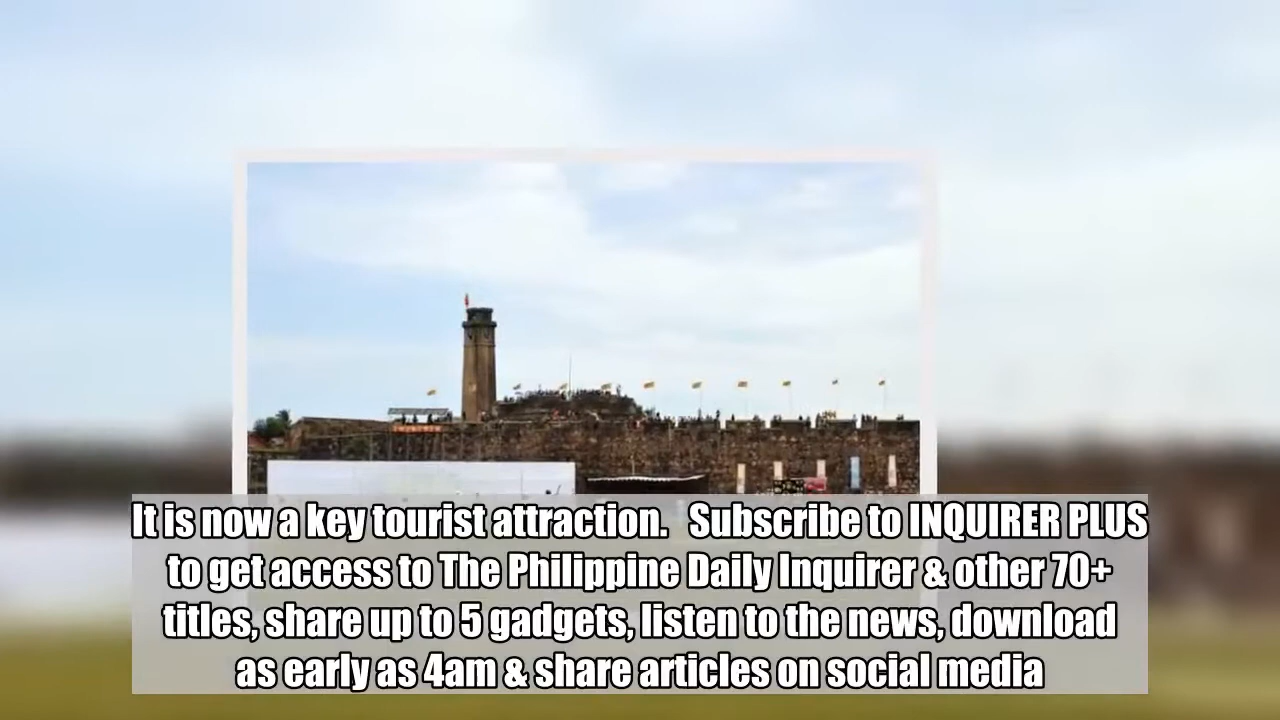 It is now a key tourist attraction. Subscribe to INQUIRER PLUS
to get access to The Philippine Daily Inquirer & other 70+
titles, share up to 5 gadgets, listen to the news, download
as early as 4am & share articles on social media